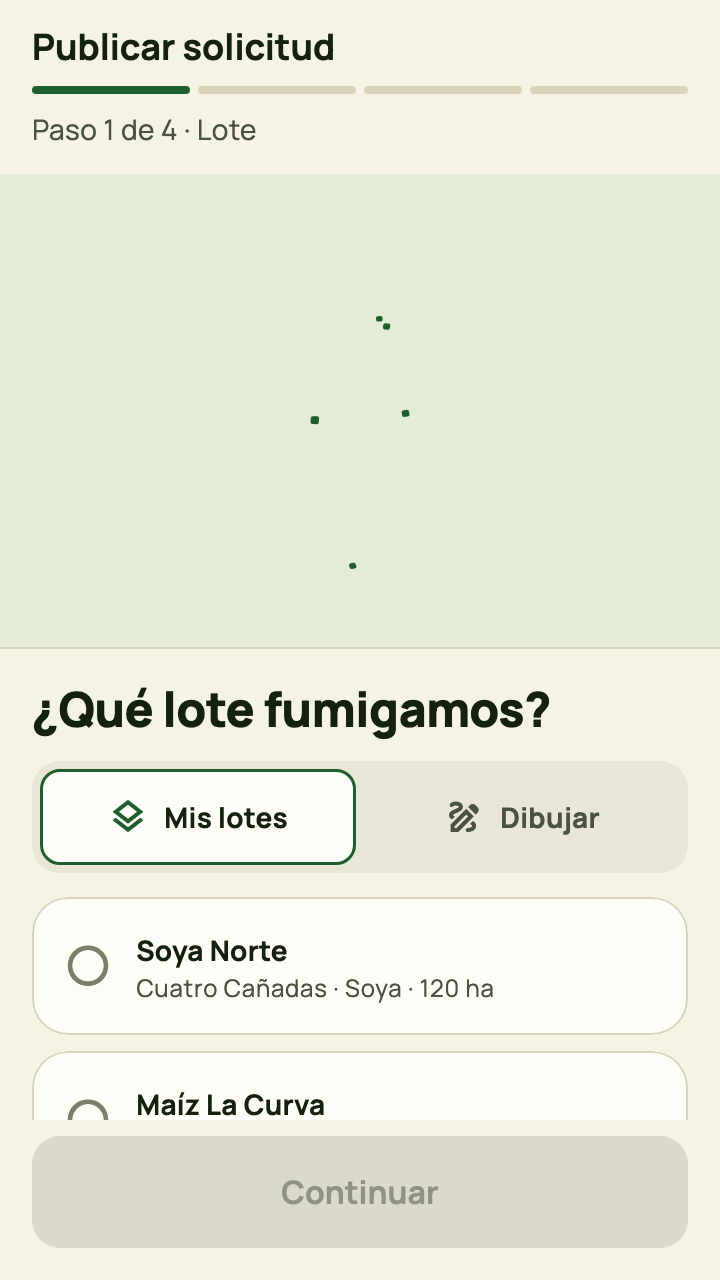 Publicar solicitud
Paso 1 de 4 · Lote
¿Qué lote fumigamos?
Mis lotes
Dibujar
Soya Norte
Cuatro Cañadas · Soya · 120 ha
Maíz La Curva
Continuar